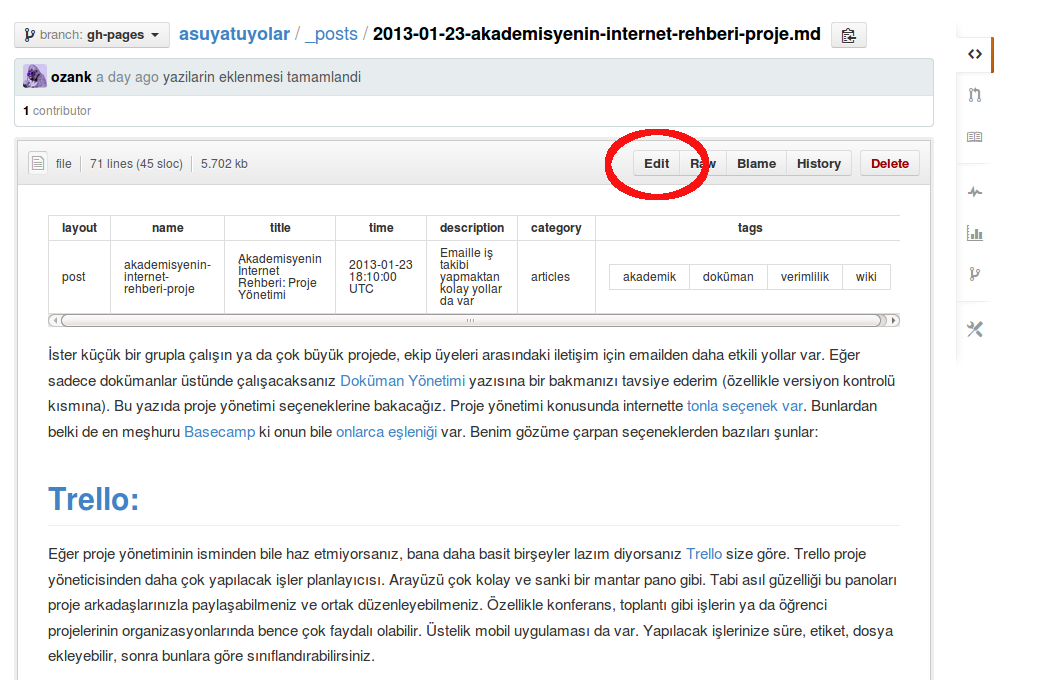 branch: gh-pages asuyatuyolar / _posts / 2013-01-23-akademisyenin-internet-rehberi-proje.md
ozank a day ago yazilarin eklenmesi tamamlandi
1 contributor
file 71 lines (45 sloc) 5.702 kb Edit Raw Blame History Delete
layout name title time description category tags
post akademisyenin-internet-rehberi-proje Akademisyenin Internet Rehberi: Proje Yönetimi 2013-01-23 18:10:00 UTC Emaille iş takibi yapmaktan kolay yollar da var articles akademik doküman verimlilik wiki
İster küçük bir grupla çalışın ya da çok büyük projede, ekip üyeleri arasındaki iletişim için emailden daha etkili yollar var. Eğer
sadece dokümanlar üstünde çalışacaksanız Doküman Yönetimi yazısına bir bakmanızı tavsiye ederim (özellikle versiyon kontrolü
kısmına). Bu yazıda proje yönetimi seçeneklerine bakacağız. Proje yönetimi konusunda internette tonla seçenek var. Bunlardan
belki de en meşhuru Basecamp ki onun bile onlarca eşleniği var. Benim gözüme çarpan seçeneklerden bazıları şunlar:
Trello:
Eğer proje yönetiminin isminden bile haz etmiyorsanız, bana daha basit birşeyler lazım diyorsanız Trello size göre. Trello proje
yöneticisinden daha çok yapılacak işler planlayıcısı. Arayüzü çok kolay ve sanki bir mantar pano gibi. Tabi asıl güzelliği bu panoları
proje arkadaşlarınızla paylaşabilmeniz ve ortak düzenleyebilmeniz. Özellikle konferans, toplantı gibi işlerin ya da öğrenci
projelerinin organizasyonlarında bence çok faydalı olabilir. Üstelik mobil uygulaması da var. Yapılacak işlerinize süre, etiket, dosya
ekleyebilir, sonra bunlara göre sınıflandırabilirsiniz.